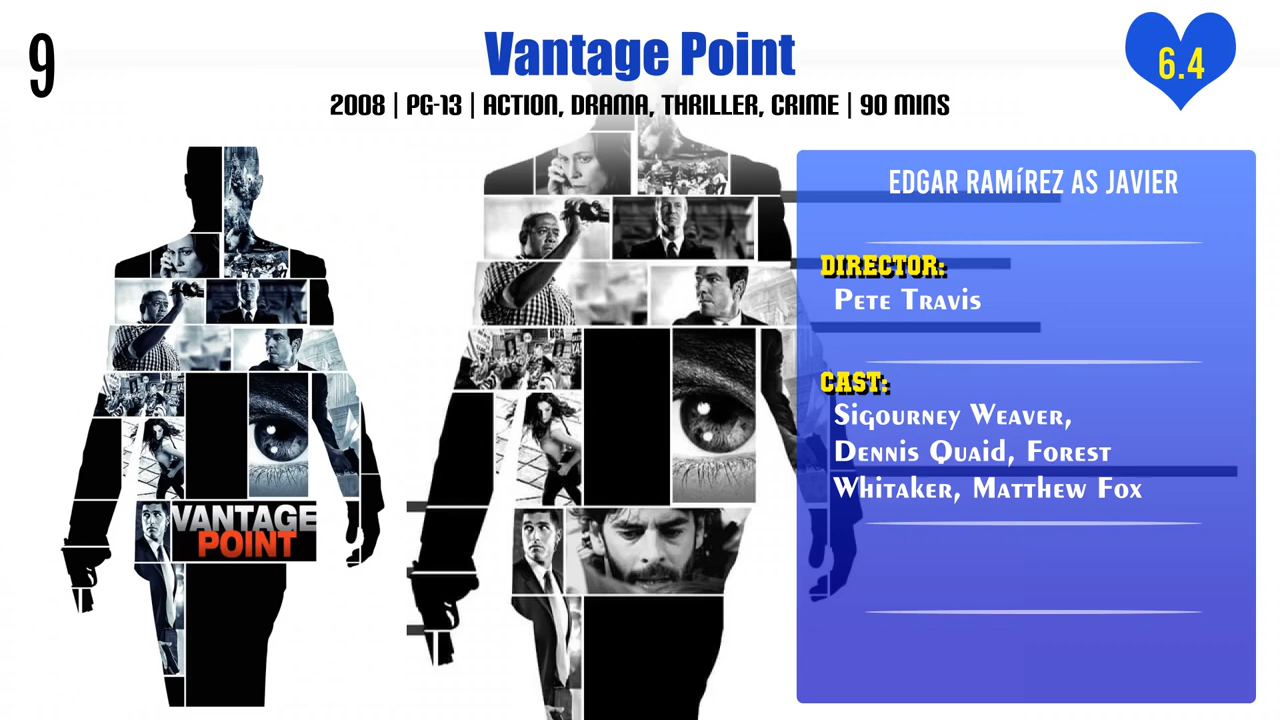 9
Vantage Point
6.4
2008 | PG-13 | ACTION, DRAMA, THRILLER, CRIME | 90 MINS
EDGAR RAMÍREZ AS JAVIER
DIRECTOR:
Pete Travis
CAST:
Sigourney Weaver,
Dennis Quaid, Forest
Whitaker, Matthew Fox
VANTAGE
POINT